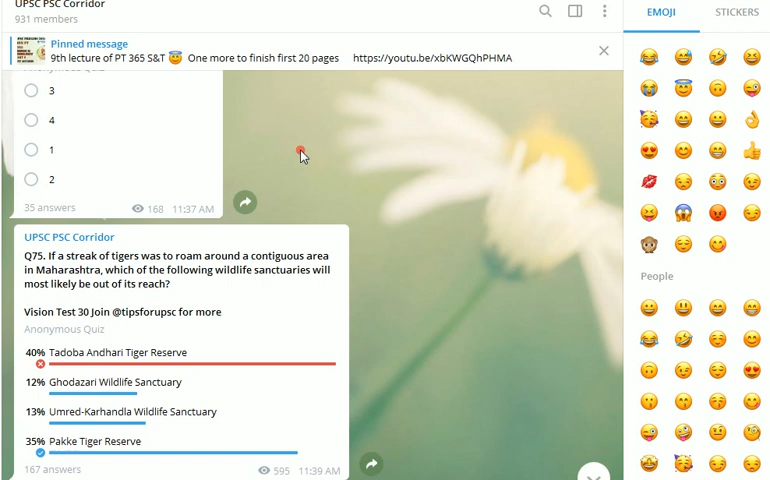 UPSC PSC Corridor
931 members
EMOJI
STICKERS
Pinned message
9th lecture of PT 365 S&T 😇 One more to finish first 20 pages https://youtu.be/xbKWGQhPHMA
3
4
1
2
35 answers
168 11:37 AM
UPSC PSC Corridor
Q75. If a streak of tigers was to roam around a contiguous area
in Maharashtra, which of the following wildlife sanctuaries will
most likely be out of its reach?
Vision Test 30 Join @tipsforupsc for more
Anonymous Quiz
40% Tadoba Andhari Tiger Reserve
12% Ghodazari Wildlife Sanctuary
13% Umred-Karhandla Wildlife Sanctuary
35% Pakke Tiger Reserve
167 answers
595 11:39 AM
People